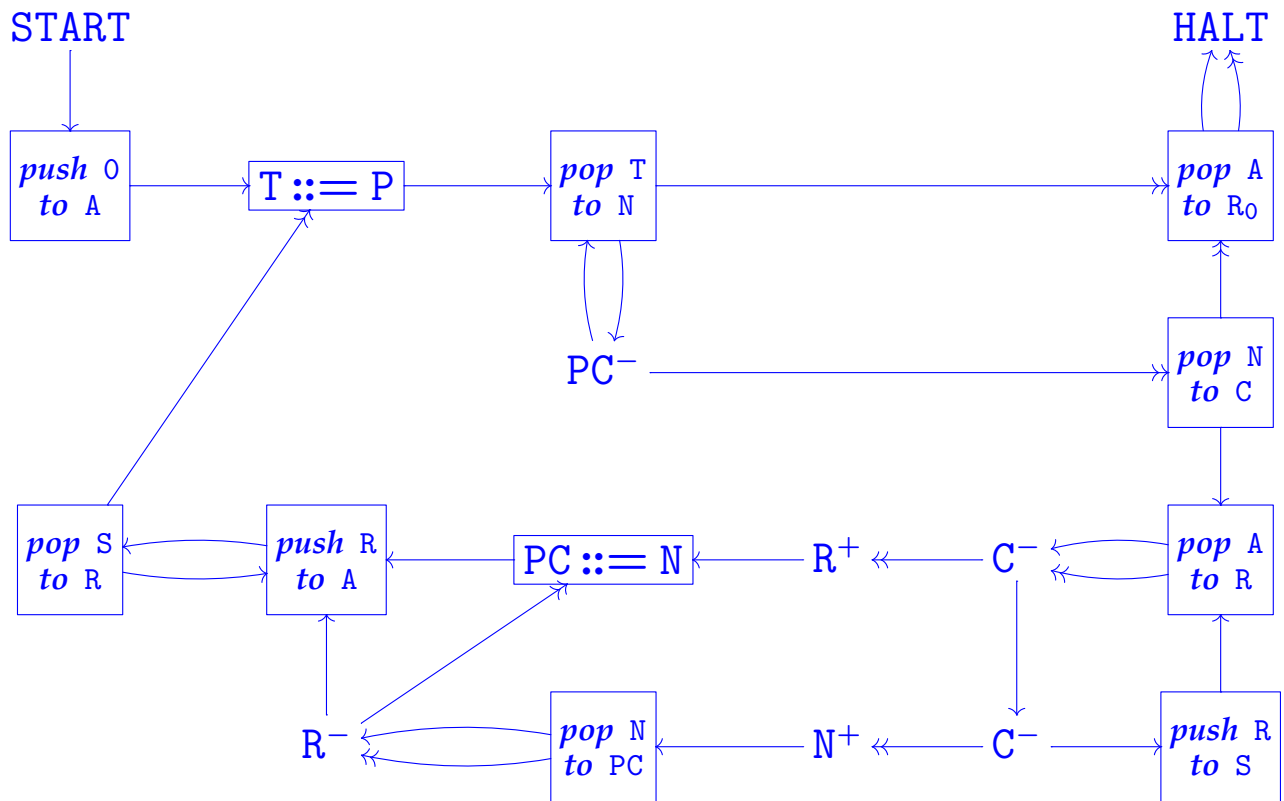 START
HALT
push 0
to A
T ::= P
pop T
to N
pop A
to R₀
PC⁻
pop N
to C
pop S
to R
push R
to A
PC ::= N
R⁺
C⁻
pop A
to R
R⁻
pop N
to PC
N⁺
C⁻
push R
to S